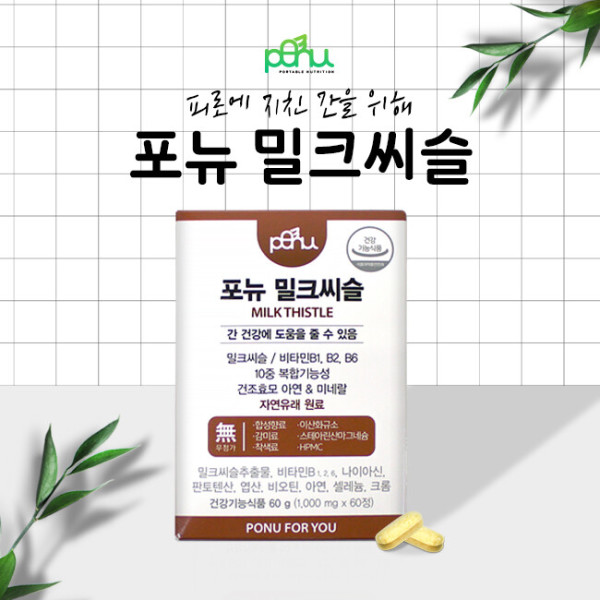 ponu
PORTABLE NUTRITION
피로에 지친 간을 위해
포뉴 밀크씨슬
ponu
건강
기능식품
포뉴 밀크씨슬
MILK THISTLE
간 건강에 도움을 줄 수 있음
밀크씨슬 / 비타민B1, B2, B6
10중 복합기능성
건조효모 아연 & 미네랄
자연유래 원료
無
무첨가
·합성향료 ·이산화규소
·감미료 ·스테아린산마그네슘
·착색료 ·HPMC
밀크씨슬추출물, 비타민B 1, 2, 6, 나이아신,
판토텐산, 엽산, 비오틴, 아연, 셀레늄, 크롬
건강기능식품 60 g (1,000 mg x 60정)
PONU FOR YOU